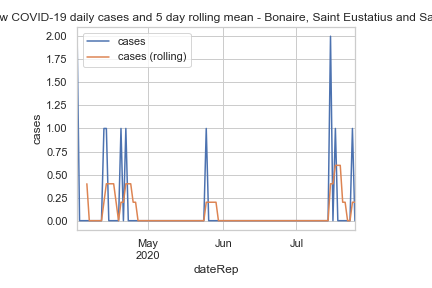 w COVID-19 daily cases and 5 day rolling mean - Bonaire, Saint Eustatius and Sa
cases
cases (rolling)
2.00
1.75
1.50
1.25
1.00
0.75
0.50
0.25
0.00
cases
May
2020
Jun
Jul
dateRep